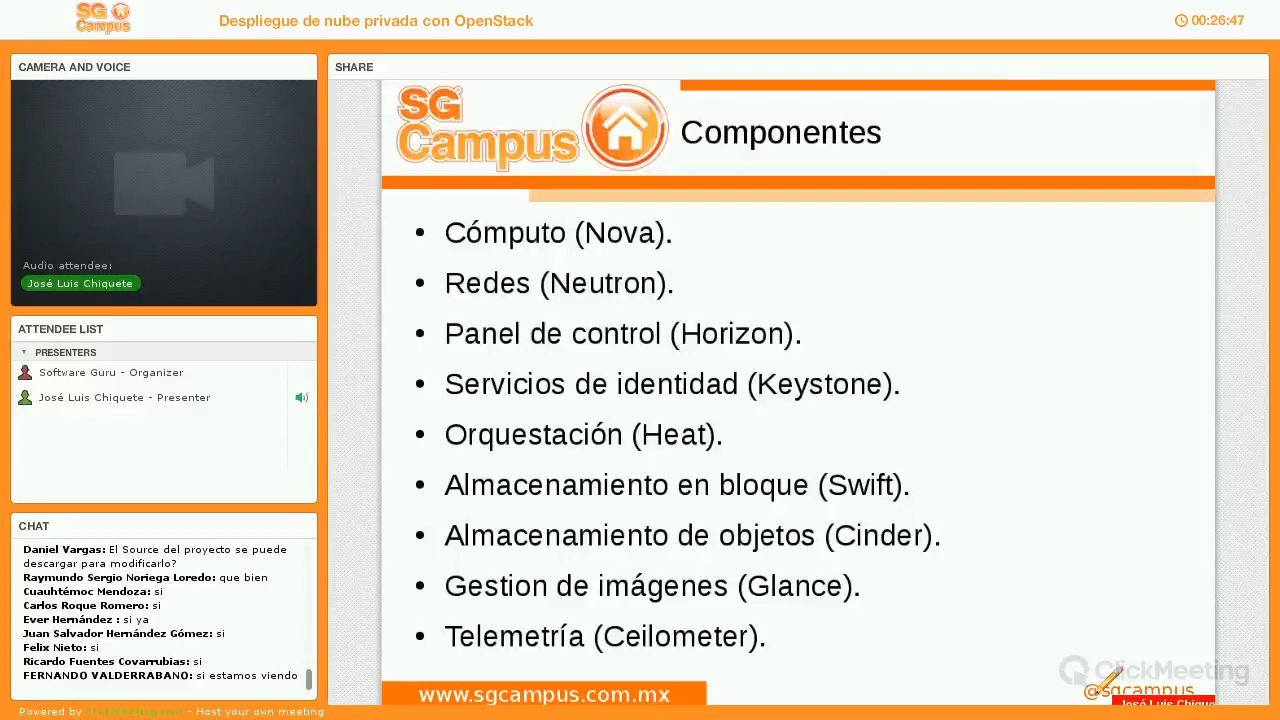 SG Campus
Despliegue de nube privada con OpenStack
00:26:47
CAMERA AND VOICE
Audio attendee:
José Luis Chiquete
ATTENDEE LIST
PRESENTERS
Software Guru - Organizer
José Luis Chiquete - Presenter
CHAT
Daniel Vargas: El Source del proyecto se puede
descargar para modificarlo?
Raymundo Sergio Noriega Loredo: que bien
Cuauhtémoc Mendoza: si
Carlos Roque Romero: si
Ever Hernández : si ya
Juan Salvador Hernández Gómez: si
Felix Nieto: si
Ricardo Fuentes Covarrubias: si
FERNANDO VALDERRABANO: si estamos viendo
Powered by ClickMeeting.com - Host your own meeting
SHARE
SG
Campus
Componentes
• Cómputo (Nova).
• Redes (Neutron).
• Panel de control (Horizon).
• Servicios de identidad (Keystone).
• Orquestación (Heat).
• Almacenamiento en bloque (Swift).
• Almacenamiento de objetos (Cinder).
• Gestion de imágenes (Glance).
• Telemetría (Ceilometer).
www.sgcampus.com.mx
ClickMeeting
@sgcampus
José Luis Chique